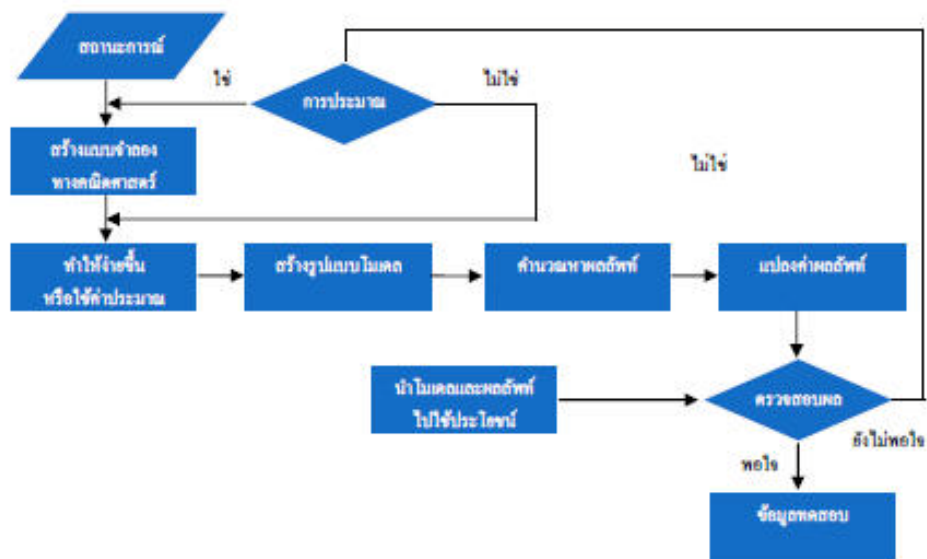 สถานะการณ์
ใช่
การประมาณ
ไม่ใช่
สร้างแบบจำลอง
ทางคณิตศาสตร์
ไม่ใช่
ทำให้ง่ายขึ้น
หรือใช้ค่าประมาณ
สร้างรูปแบบโมเดล
คำนวณหาผลลัพท์
แปลงค่าผลลัพท์
นำโมเดลและผลลัพท์
ไปใช้ประโยชน์
ตรวจสอบผล
ยังไม่พอใจ
พอใจ
ข้อมูลทดสอบ